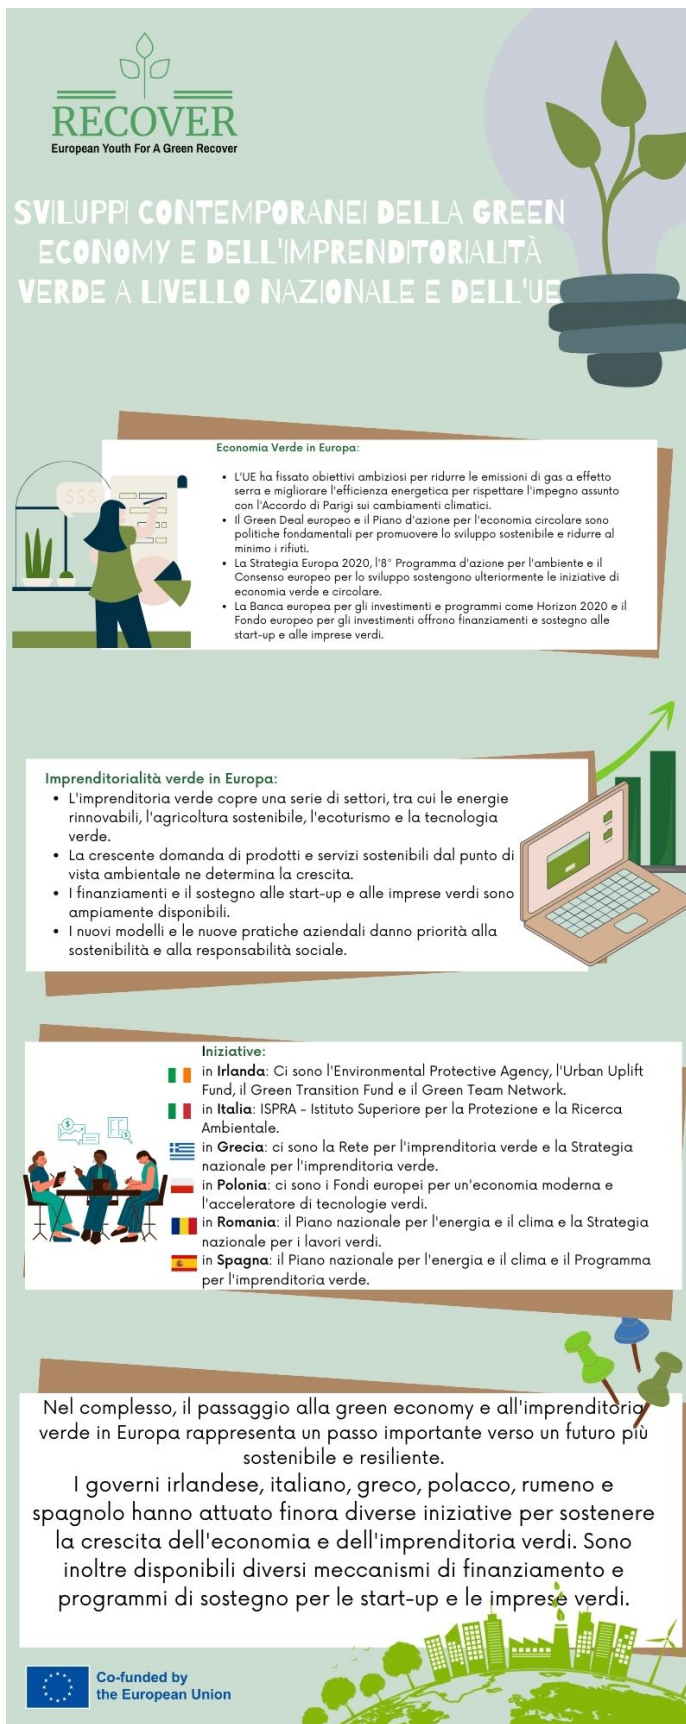 RECOVER
European Youth For A Green Recover
SVILUPPI CONTEMPORANEI DELLA GREEN
ECONOMY E DELL'IMPRENDITORIALITÀ
VERDE A LIVELLO NAZIONALE E DELL'UE
Economia Verde in Europa:
• L'UE ha fissato obiettivi ambiziosi per ridurre le emissioni di gas a effetto
serra e migliorare l'efficienza energetica per rispettare l'impegno assunto
con l'Accordo di Parigi sui cambiamenti climatici.
• Il Green Deal europeo e il Piano d'azione per l'economia circolare sono
politiche fondamentali per promuovere lo sviluppo sostenibile e ridurre al
minimo i rifiuti.
• La Strategia Europa 2020, l'8° Programma d'azione per l'ambiente e il
Consenso europeo per lo sviluppo sostengono ulteriormente le iniziative di
economia verde e circolare.
• La Banca europea per gli investimenti e programmi come Horizon 2020 e il
Fondo europeo per gli investimenti offrono finanziamenti e sostegno alle
start-up e alle imprese verdi.
$$$
Imprenditorialità verde in Europa:
• L'imprenditoria verde copre una serie di settori, tra cui le energie
rinnovabili, l'agricoltura sostenibile, l'ecoturismo e la tecnologia
verde.
• La crescente domanda di prodotti e servizi sostenibili dal punto di
vista ambientale ne determina la crescita.
• I finanziamenti e il sostegno alle start-up e alle imprese verdi sono
ampiamente disponibili.
• I nuovi modelli e le nuove pratiche aziendali danno priorità alla
sostenibilità e alla responsabilità sociale.
Iniziative:
in Irlanda: Ci sono l'Environmental Protective Agency, l'Urban Uplift
Fund, il Green Transition Fund e il Green Team Network.
in Italia: ISPRA - Istituto Superiore per la Protezione e la Ricerca
Ambientale.
in Grecia: ci sono la Rete per l'imprenditoria verde e la Strategia
nazionale per l'imprenditoria verde.
in Polonia: ci sono i Fondi europei per un'economia moderna e
l'acceleratore di tecnologie verdi.
in Romania: il Piano nazionale per l'energia e il clima e la Strategia
nazionale per i lavori verdi.
in Spagna: il Piano nazionale per l'energia e il clima e il Programma
per l'imprenditoria verde.
Nel complesso, il passaggio alla green economy e all'imprenditoria
verde in Europa rappresenta un passo importante verso un futuro più
sostenibile e resiliente.
I governi irlandese, italiano, greco, polacco, rumeno e
spagnolo hanno attuato finora diverse iniziative per sostenere
la crescita dell'economia e dell'imprenditoria verdi. Sono
inoltre disponibili diversi meccanismi di finanziamento e
programmi di sostegno per le start-up e le imprese verdi.
Co-funded by
the European Union